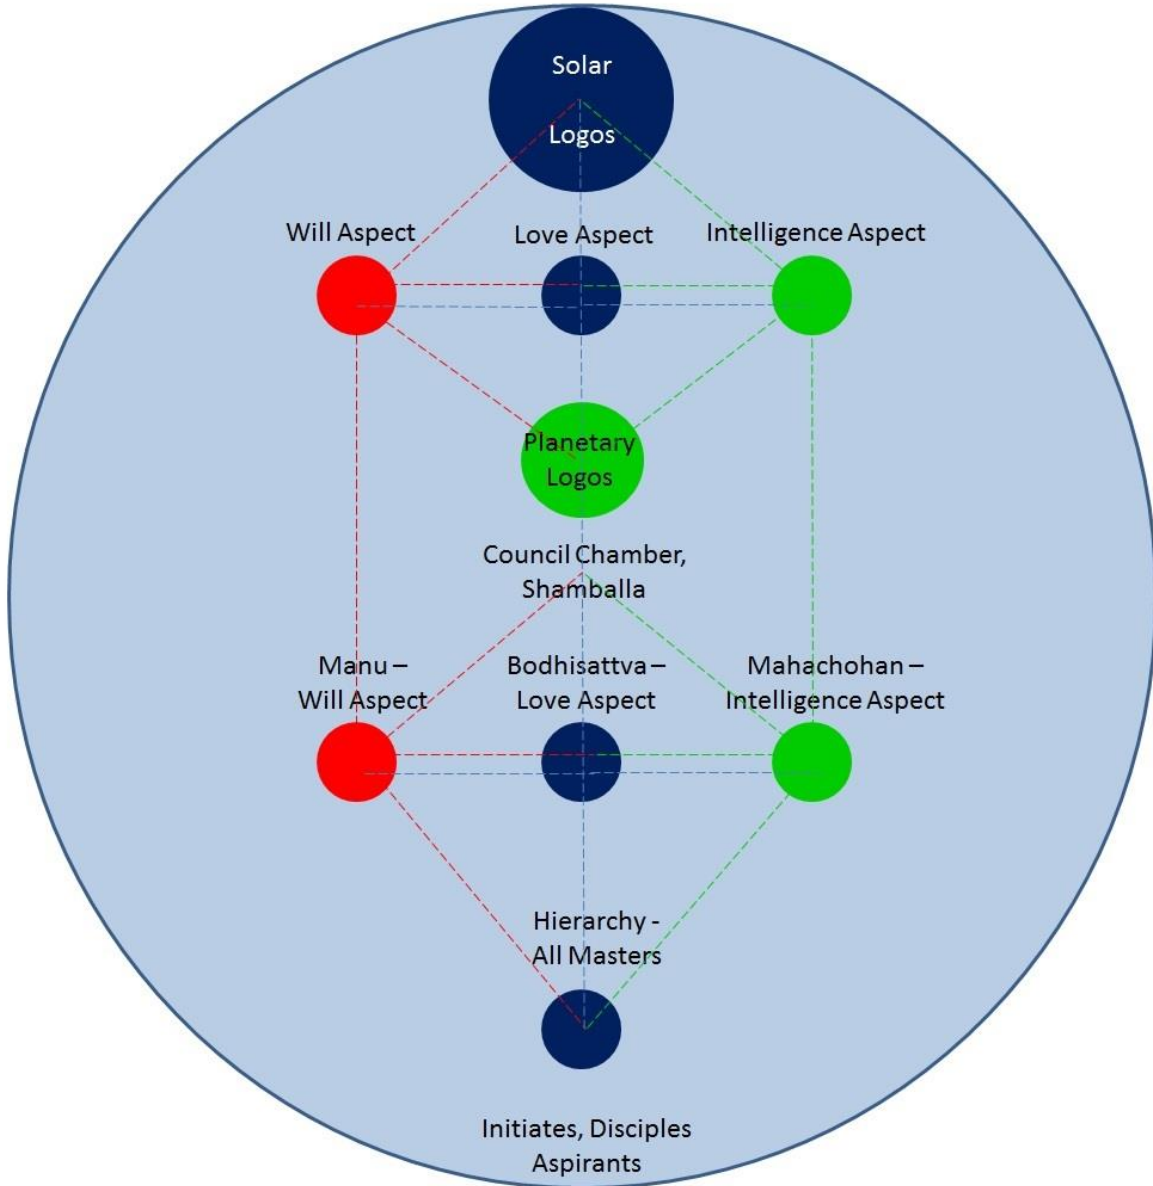 Solar
Logos
Will Aspect
Love Aspect
Intelligence Aspect
Planetary
Logos
Council Chamber,
Shamballa
Manu –
Will Aspect
Bodhisattva –
Love Aspect
Mahachohan –
Intelligence Aspect
Hierarchy -
All Masters
Initiates, Disciples
Aspirants